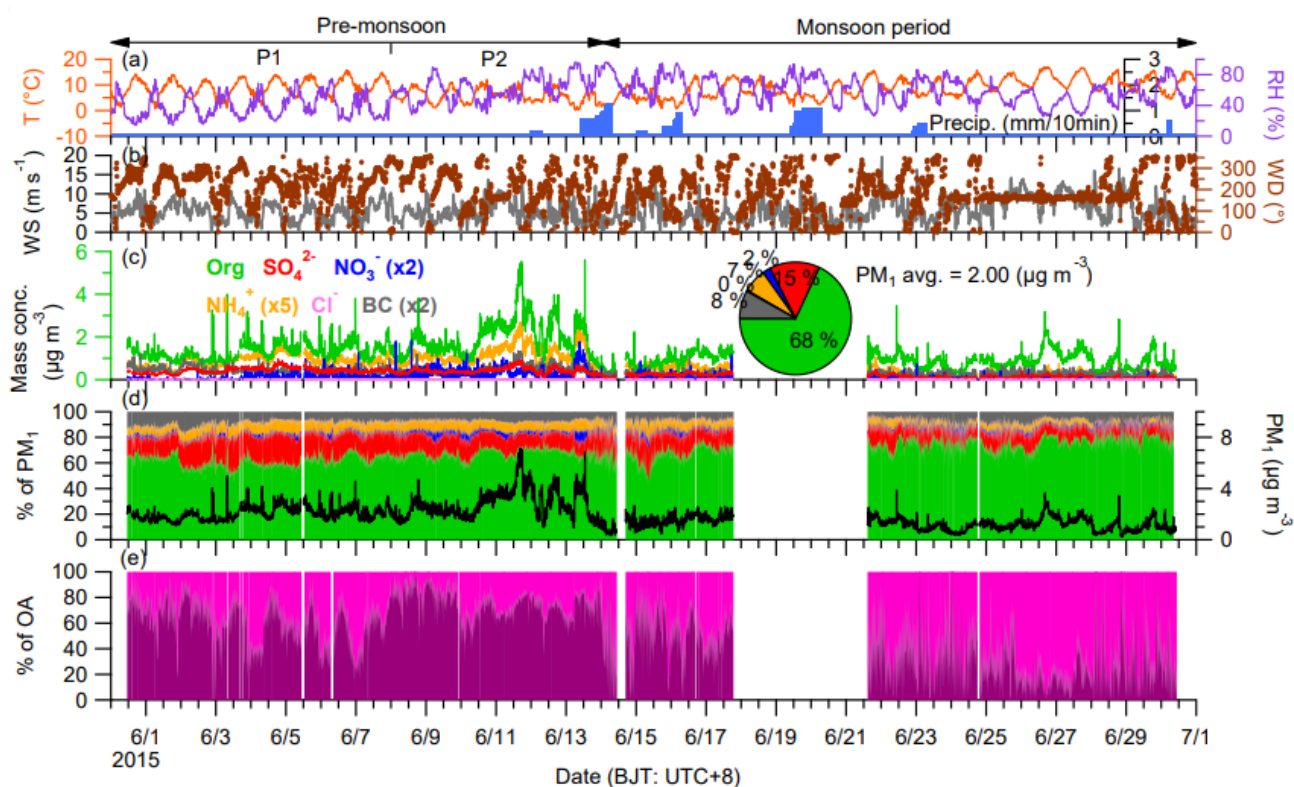 Pre-monsoon Monsoon period
(a) P1 P2
T (°C)
20
10
0
-10
3
2
1
0
Precip. (mm/10min)
80
40
0
RH (%)
(b)
WS (m s⁻¹)
20
15
10
5
0
300
200
100
0
WD (°)
(c)
Mass conc.
(µg m⁻³)
6
4
2
0
Org SO₄²⁻ NO₃⁻ (x2)
NH₄⁺ (x5) Cl⁻ BC (x2)
2 %
7 %
0 %
8 %
15 %
68 %
PM₁ avg. = 2.00 (µg m⁻³)
(d)
% of PM₁
100
80
60
40
20
0
8
4
0
PM₁ (µg m⁻³)
(e)
% of OA
100
80
60
40
20
0
6/1 6/3 6/5 6/7 6/9 6/11 6/13 6/15 6/17 6/19 6/21 6/23 6/25 6/27 6/29 7/1
2015
Date (BJT: UTC+8)